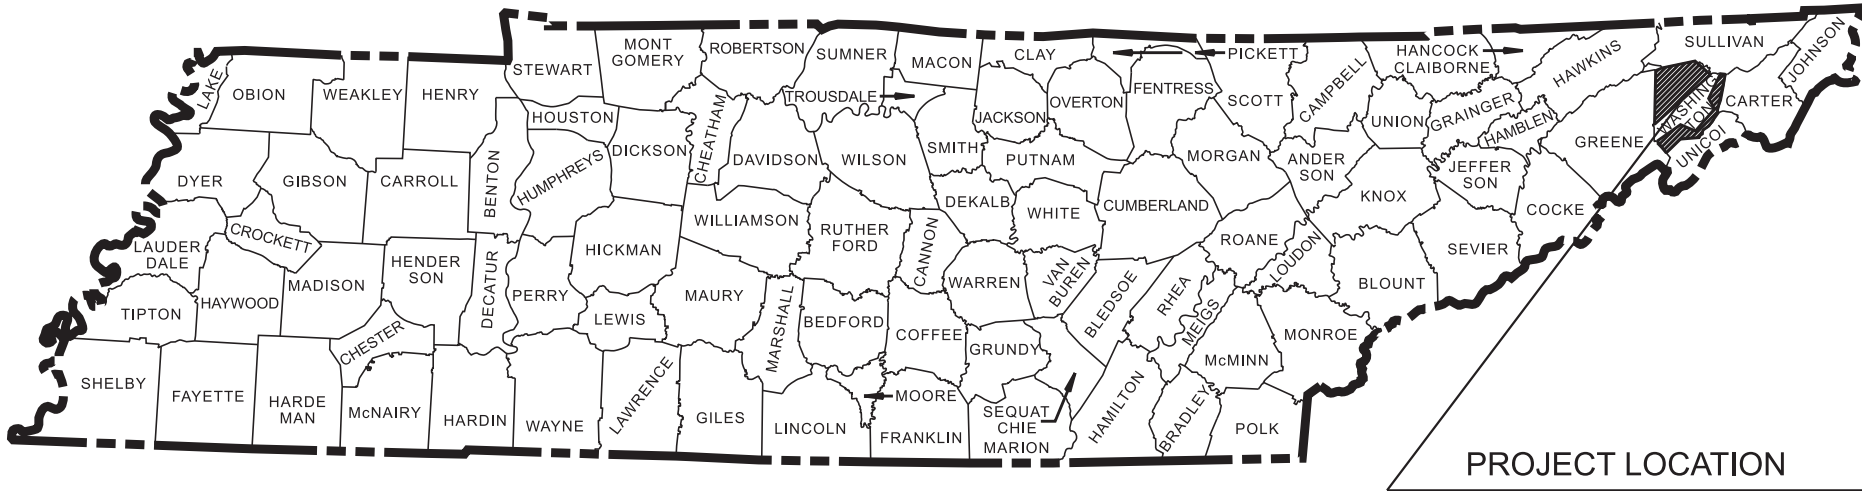 LAKE
OBION
WEAKLEY
HENRY
STEWART
MONT
GOMERY
ROBERTSON
SUMNER
MACON
CLAY
PICKETT
HANCOCK
CLAIBORNE
HAWKINS
SULLIVAN
JOHNSON
TROUSDALE
HOUSTON
CHEATHAM
JACKSON
OVERTON
FENTRESS
SCOTT
CAMPBELL
UNION
GRAINGER
HAMBLEN
GREENE
WASHING
TON
UNICOI
CARTER
DYER
GIBSON
CARROLL
BENTON
HUMPHREYS
DICKSON
DAVIDSON
WILSON
SMITH
PUTNAM
MORGAN
ANDER
SON
KNOX
JEFFER
SON
COCKE
LAUDER
DALE
CROCKETT
HICKMAN
WILLIAMSON
RUTHER
FORD
CANNON
DEKALB
WHITE
CUMBERLAND
ROANE
LOUDON
BLOUNT
SEVIER
TIPTON
HAYWOOD
MADISON
HENDER
SON
DECATUR
PERRY
LEWIS
MAURY
MARSHALL
BEDFORD
COFFEE
WARREN
VAN
BUREN
BLEDSOE
RHEA
MEIGS
McMINN
MONROE
SHELBY
FAYETTE
HARDE
MAN
CHESTER
McNAIRY
HARDIN
WAYNE
LAWRENCE
GILES
LINCOLN
MOORE
FRANKLIN
GRUNDY
SEQUAT
CHIE
MARION
HAMILTON
BRADLEY
POLK
PROJECT LOCATION